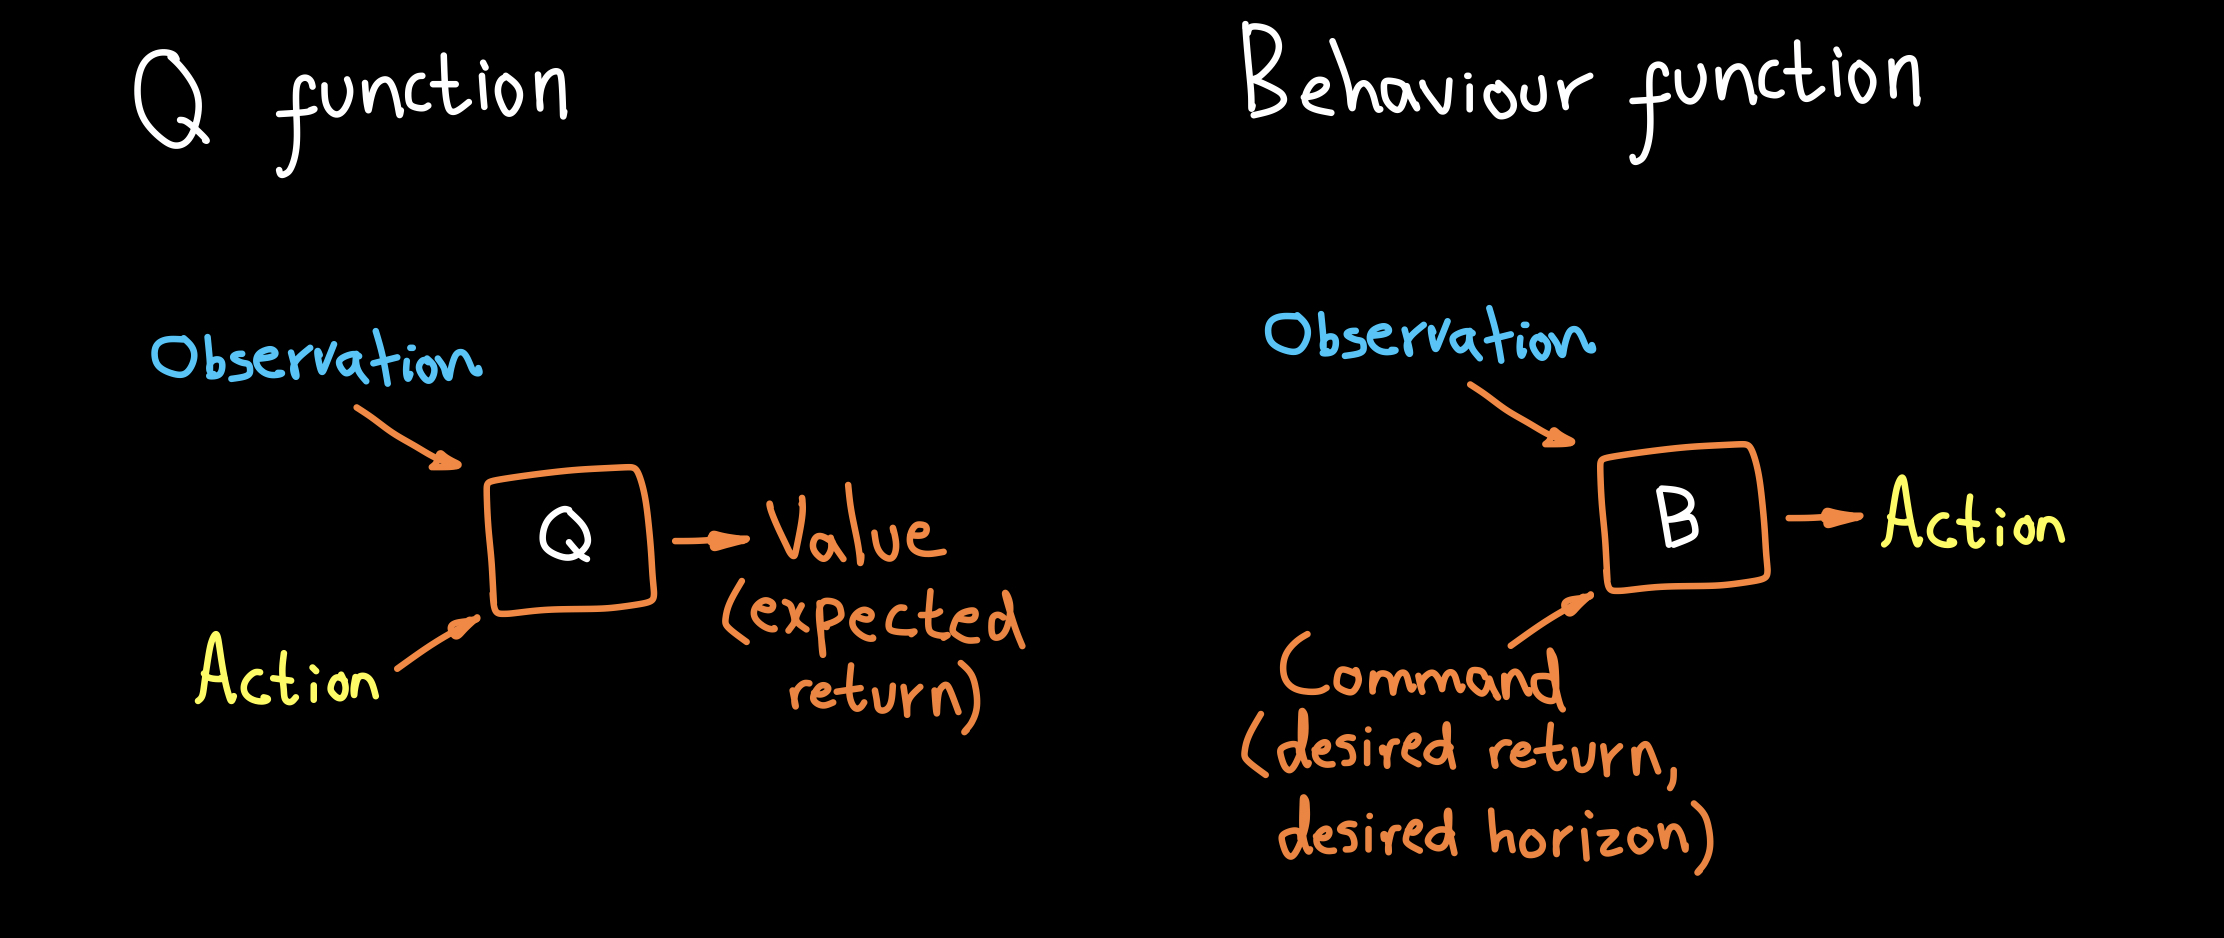 Q function
Observation
Q
Action
Value
(expected
return)
Behaviour function
Observation
B
Action
Command
(desired return,
desired horizon)